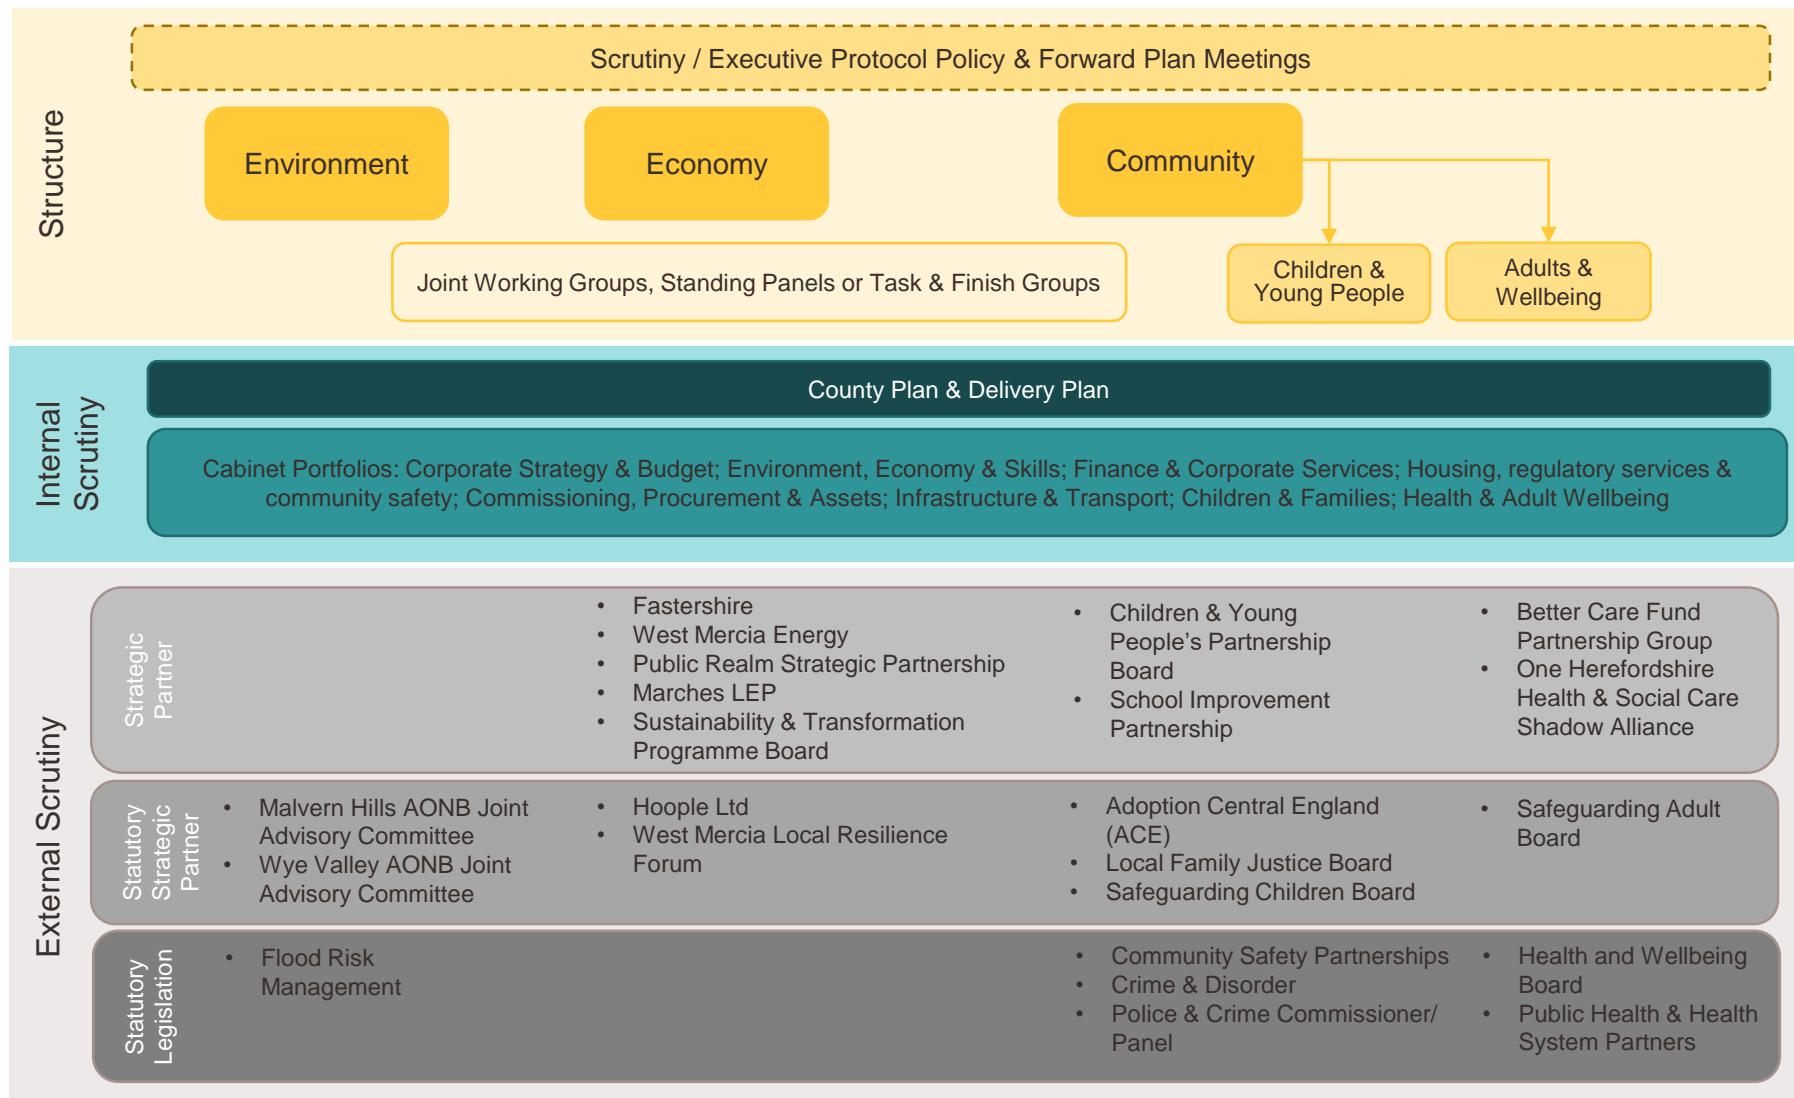 Structure
Scrutiny / Executive Protocol Policy & Forward Plan Meetings
Environment
Economy
Community
Joint Working Groups, Standing Panels or Task & Finish Groups
Children &
Young People
Adults &
Wellbeing
Internal
Scrutiny
County Plan & Delivery Plan
Cabinet Portfolios: Corporate Strategy & Budget; Environment, Economy & Skills; Finance & Corporate Services; Housing, regulatory services &
community safety; Commissioning, Procurement & Assets; Infrastructure & Transport; Children & Families; Health & Adult Wellbeing
External Scrutiny
Strategic
Partner
• Fastershire
• West Mercia Energy
• Public Realm Strategic Partnership
• Marches LEP
• Sustainability & Transformation
Programme Board
• Children & Young
People’s Partnership
Board
• School Improvement
Partnership
• Better Care Fund
Partnership Group
• One Herefordshire
Health & Social Care
Shadow Alliance
Statutory
Strategic
Partner
• Malvern Hills AONB Joint
Advisory Committee
• Wye Valley AONB Joint
Advisory Committee
• Hoople Ltd
• West Mercia Local Resilience
Forum
• Adoption Central England
(ACE)
• Local Family Justice Board
• Safeguarding Children Board
• Safeguarding Adult
Board
Statutory
Legislation
• Flood Risk
Management
• Community Safety Partnerships
• Crime & Disorder
• Police & Crime Commissioner/
Panel
• Health and Wellbeing
Board
• Public Health & Health
System Partners